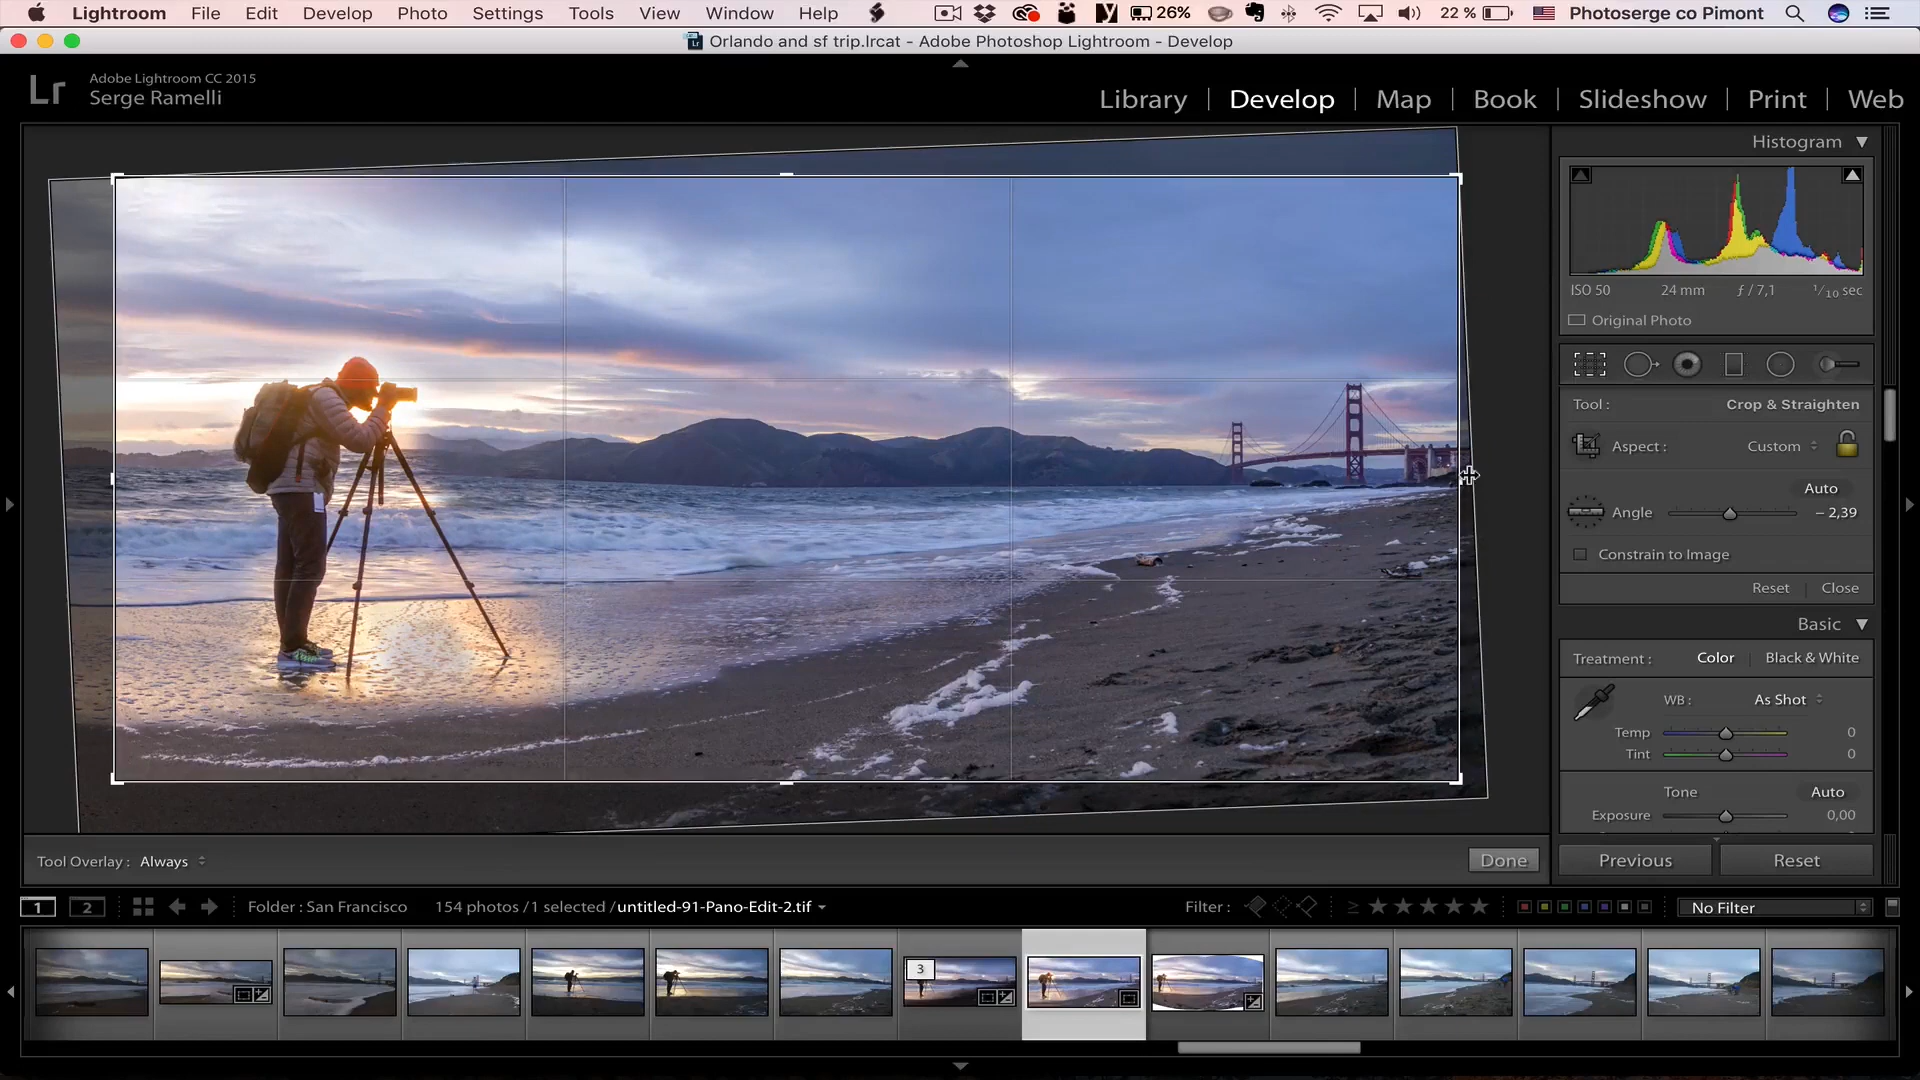 Lightroom File Edit Develop Photo Settings Tools View Window Help 26% 22 % Photoserge co Pimont
Lr Orlando and sf trip.lrcat - Adobe Photoshop Lightroom - Develop
Lr Adobe Lightroom CC 2015
Serge Ramelli
Library | Develop | Map | Book | Slideshow | Print | Web
Histogram
ISO 50 24 mm ƒ / 7,1 1/10 sec
Original Photo
Tool : Crop & Straighten
Aspect : Custom
Auto
Angle – 2,39
Constrain to Image
Reset | Close
Basic
Treatment : Color | Black & White
WB : As Shot
Temp 0
Tint 0
Tone Auto
Exposure 0,00
Tool Overlay : Always Done Previous Reset
1 2 Folder : San Francisco 154 photos /1 selected /untitled-91-Pano-Edit-2.tif Filter : ≥ ★★★★★ No Filter
3